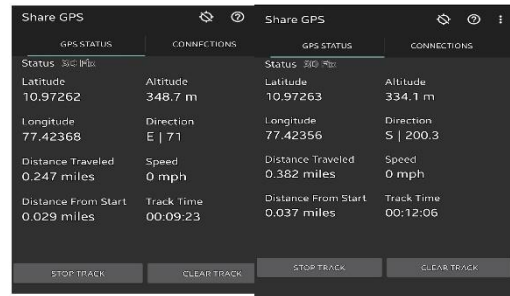 Share GPS
GPS STATUS CONNECTIONS
Status 3D Fix
Latitude Altitude
10.97262 348.7 m
Longitude Direction
77.42368 E | 71
Distance Traveled Speed
0.247 miles 0 mph
Distance From Start Track Time
0.029 miles 00:09:23
STOP TRACK CLEAR TRACK
Share GPS
GPS STATUS CONNECTIONS
Status 3D Fix
Latitude Altitude
10.97263 334.1 m
Longitude Direction
77.42356 S | 200.3
Distance Traveled Speed
0.382 miles 0 mph
Distance From Start Track Time
0.037 miles 00:12:06
STOP TRACK CLEAR TRACK